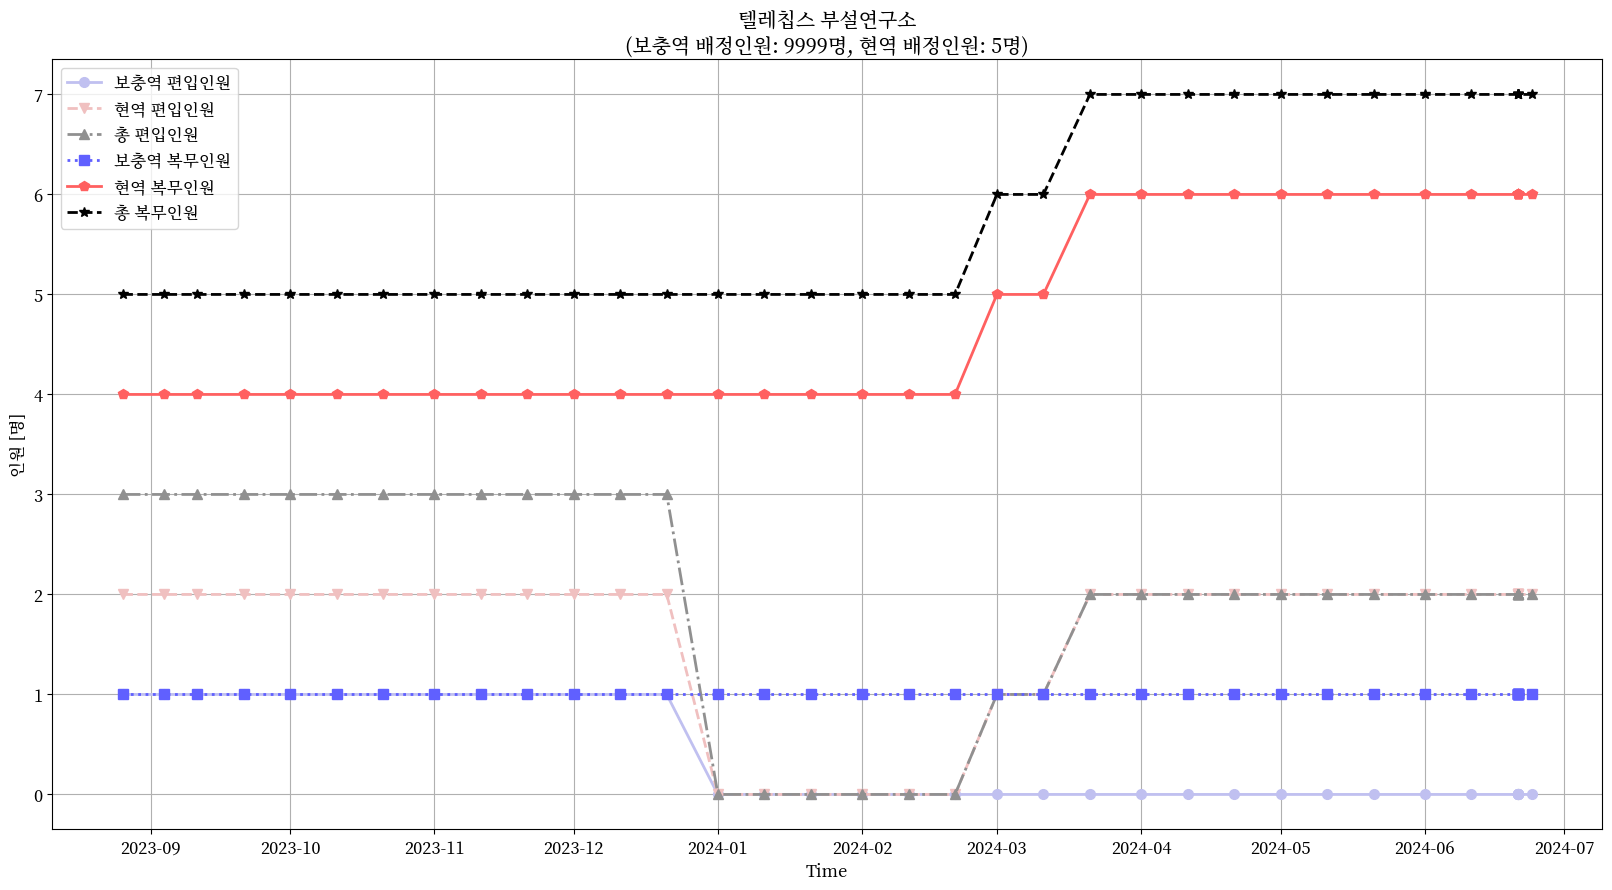 텔레칩스 부설연구소
(보충역 배정인원: 9999명, 현역 배정인원: 5명)
보충역 편입인원
현역 편입인원
총 편입인원
보충역 복무인원
현역 복무인원
총 복무인원
인원 [명]
7
6
5
4
3
2
1
0
2023-09
2023-10
2023-11
2023-12
2024-01
2024-02
2024-03
2024-04
2024-05
2024-06
2024-07
Time